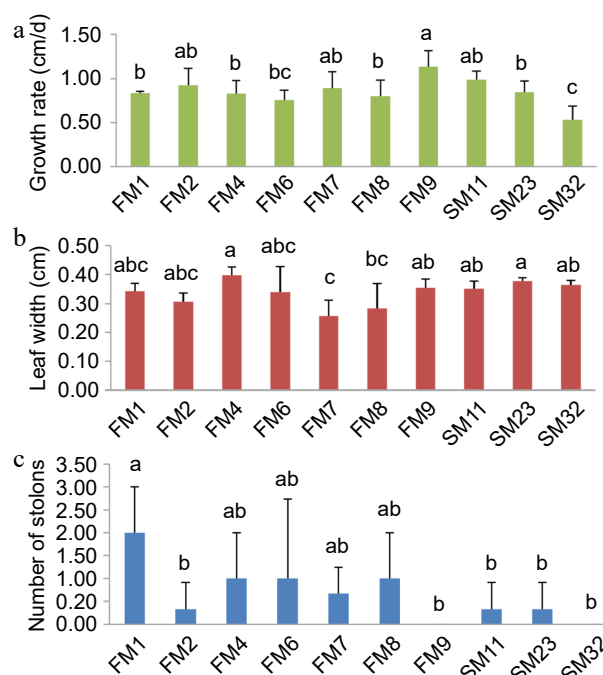 a
Growth rate (cm/d)
1.50
1.00
0.50
0.00
b ab b bc ab b a ab b c
FM1 FM2 FM4 FM6 FM7 FM8 FM9 SM11 SM23 SM32
b
Leaf width (cm)
0.50
0.40
0.30
0.20
0.10
0.00
abc abc a abc c bc ab ab a ab
FM1 FM2 FM4 FM6 FM7 FM8 FM9 SM11 SM23 SM32
c
Number of stolons
3.50
3.00
2.50
2.00
1.50
1.00
0.20
0.00
a b ab ab ab ab b b b b
FM1 FM2 FM4 FM6 FM7 FM8 FM9 SM11 SM23 SM32